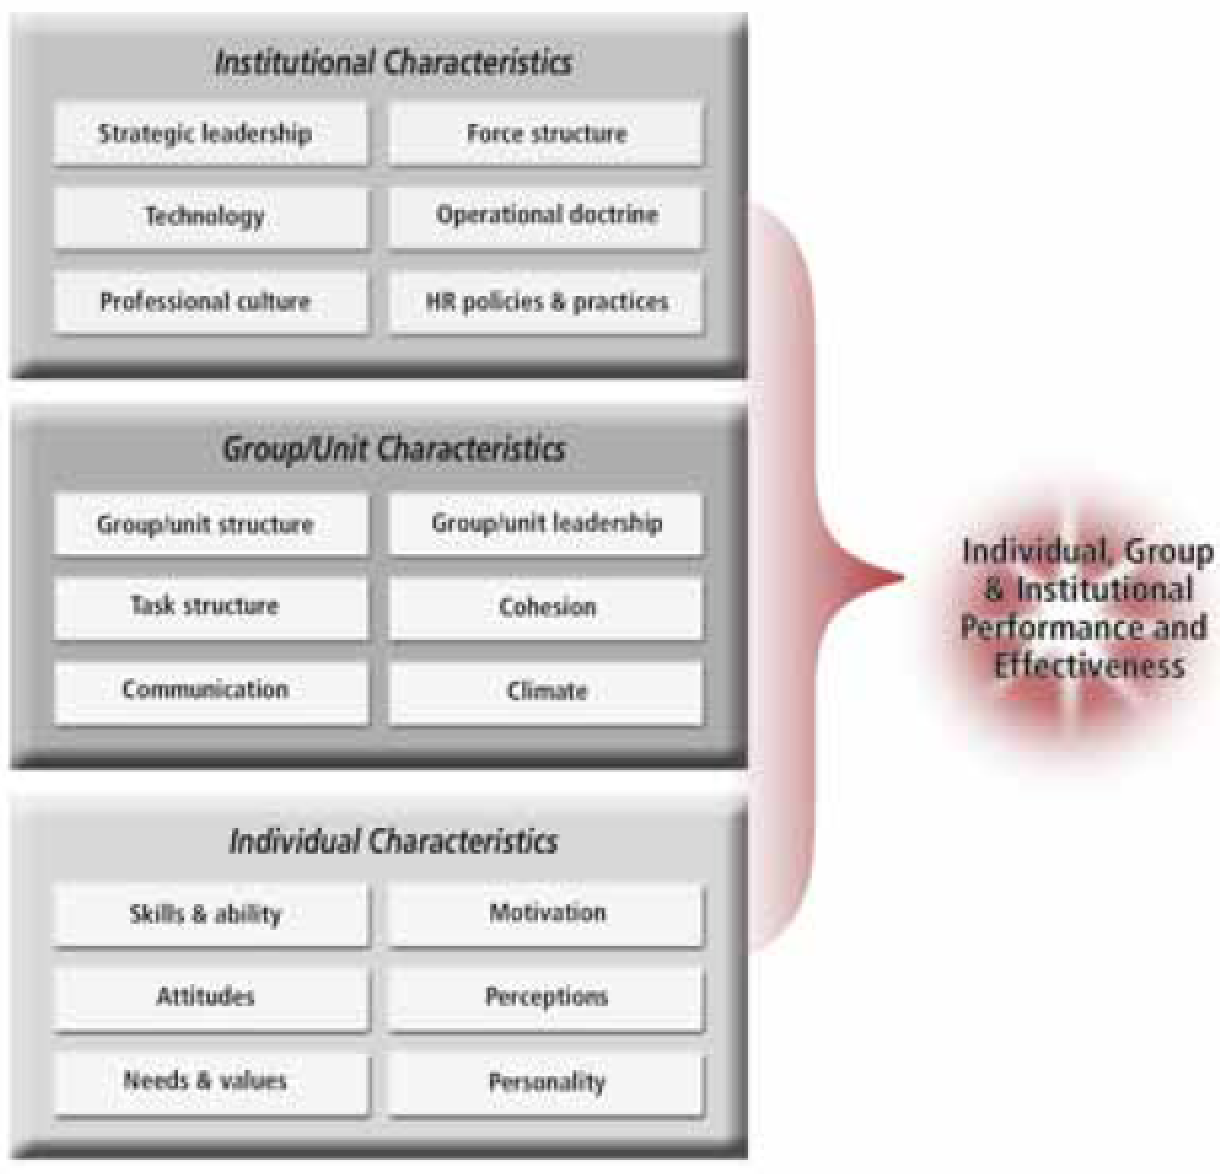 Institutional Characteristics
Strategic leadership
Force structure
Technology
Operational doctrine
Professional culture
HR policies & practices
Group/Unit Characteristics
Group/unit structure
Group/unit leadership
Task structure
Cohesion
Communication
Climate
Individual Characteristics
Skills & ability
Motivation
Attitudes
Perceptions
Needs & values
Personality
Individual, Group
& Institutional
Performance and
Effectiveness